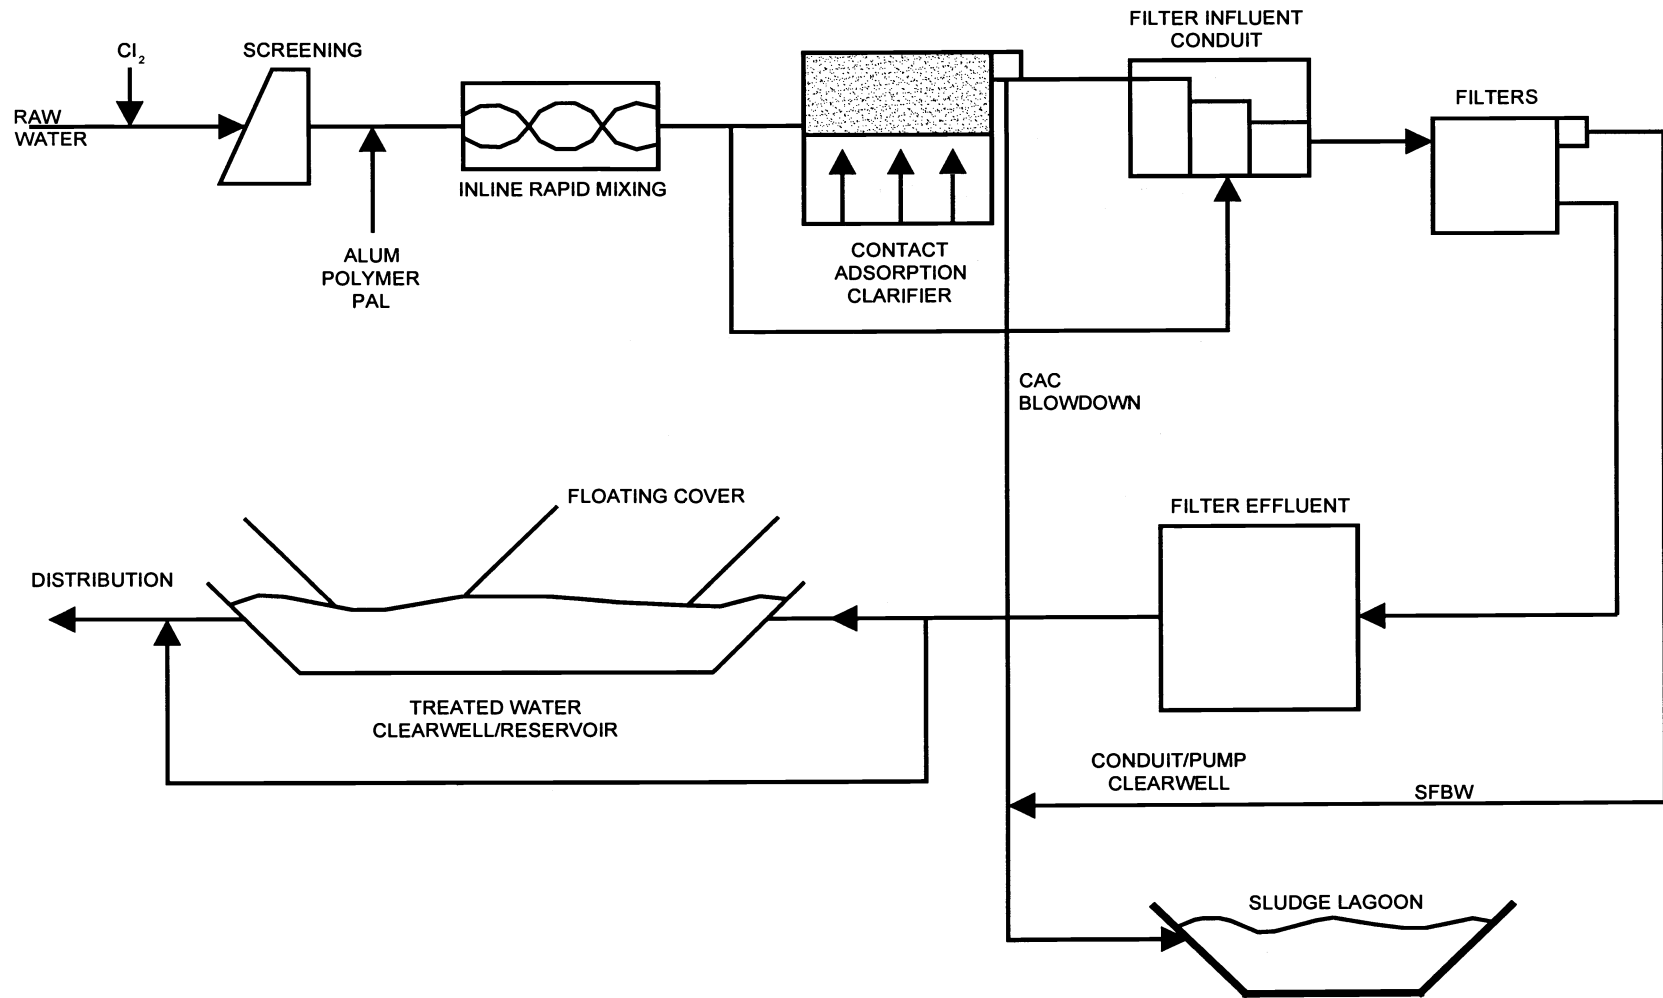 Cl2
SCREENING
FILTER INFLUENT
CONDUIT
FILTERS
RAW
WATER
INLINE RAPID MIXING
ALUM
POLYMER
PAL
CONTACT
ADSORPTION
CLARIFIER
CAC
BLOWDOWN
FLOATING COVER
FILTER EFFLUENT
DISTRIBUTION
TREATED WATER
CLEARWELL/RESERVOIR
CONDUIT/PUMP
CLEARWELL
SFBW
SLUDGE LAGOON